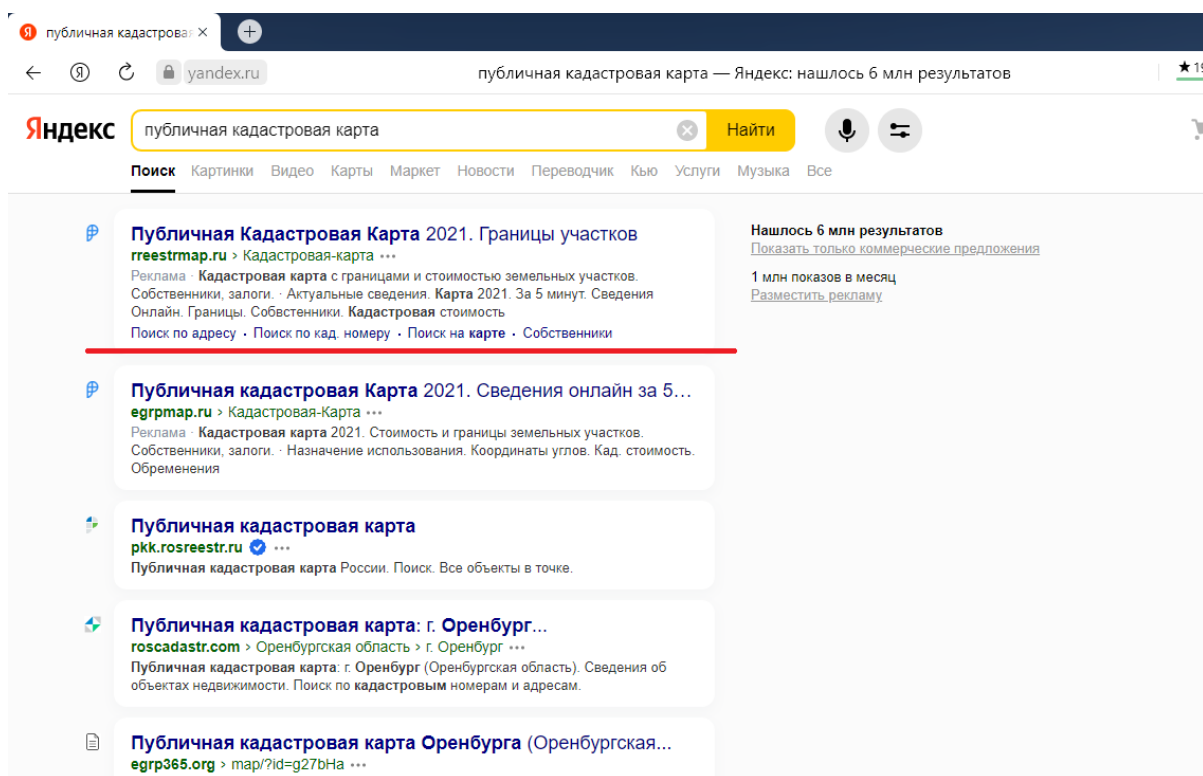 Я публичная кадастрова
yandex.ru
публичная кадастровая карта — Яндекс: нашлось 6 млн результатов
★ 19
Яндекс
публичная кадастровая карта
Найти
Поиск Картинки Видео Карты Маркет Новости Переводчик Кью Услуги Музыка Все
Публичная Кадастровая Карта 2021. Границы участков
rreestrmap.ru › Кадастровая-карта
Реклама · Кадастровая карта с границами и стоимостью земельных участков.
Собственники, залоги. · Актуальные сведения. Карта 2021. За 5 минут. Сведения
Онлайн. Границы. Собвстенники. Кадастровая стоимость
Поиск по адресу · Поиск по кад. номеру · Поиск на карте · Собственники
Публичная кадастровая Карта 2021. Сведения онлайн за 5...
egrpmap.ru › Кадастровая-Карта
Реклама · Кадастровая карта 2021. Стоимость и границы земельных участков.
Собственники, залоги. · Назначение использования. Координаты углов. Кад. стоимость.
Обременения
Публичная кадастровая карта
pkk.rosreestr.ru
Публичная кадастровая карта России. Поиск. Все объекты в точке.
Публичная кадастровая карта: г. Оренбург...
roscadastr.com › Оренбургская область › г. Оренбург
Публичная кадастровая карта: г. Оренбург (Оренбургская область). Сведения об
объектах недвижимости. Поиск по кадастровым номерам и адресам.
Публичная кадастровая карта Оренбурга (Оренбургская...
egrp365.org › map/?id=g27bHa
Нашлось 6 млн результатов
Показать только коммерческие предложения
1 млн показов в месяц
Разместить рекламу